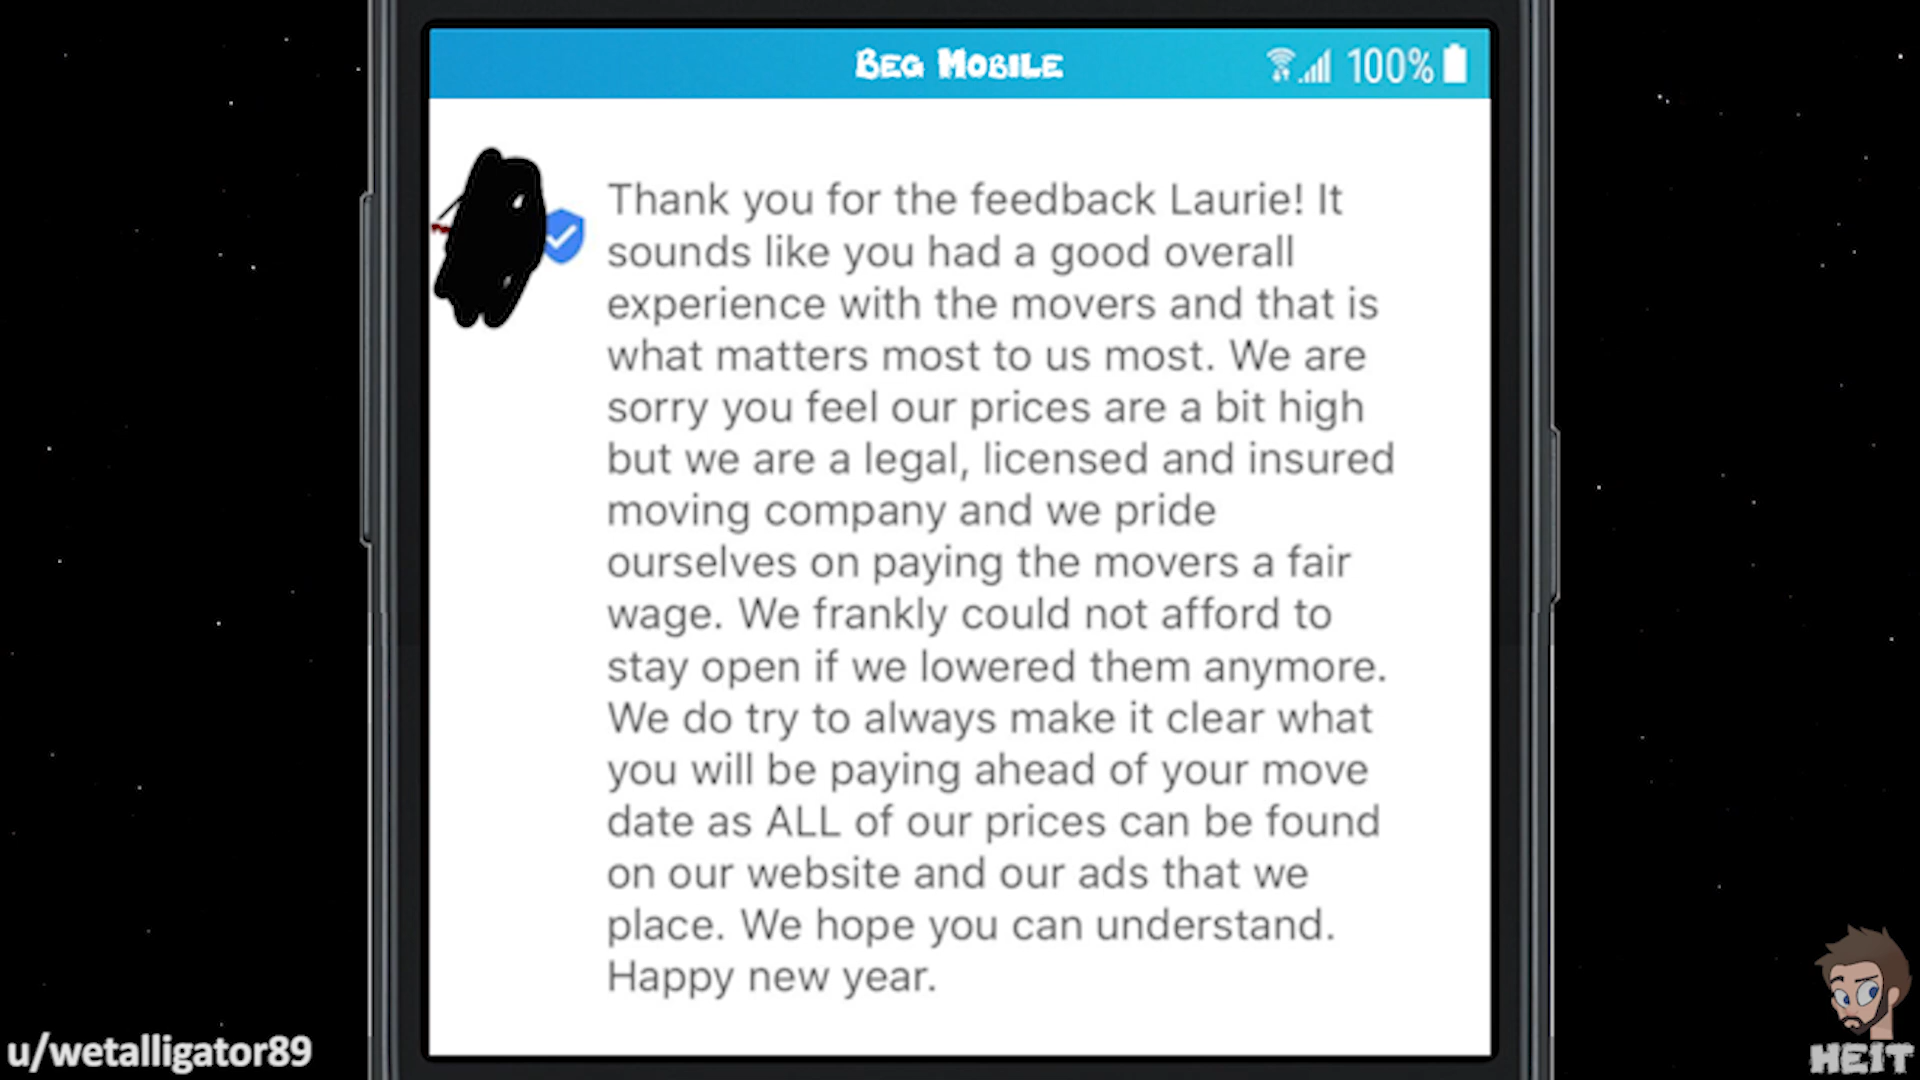 BEG MOBILE
100%
Thank you for the feedback Laurie! It
sounds like you had a good overall
experience with the movers and that is
what matters most to us most. We are
sorry you feel our prices are a bit high
but we are a legal, licensed and insured
moving company and we pride
ourselves on paying the movers a fair
wage. We frankly could not afford to
stay open if we lowered them anymore.
We do try to always make it clear what
you will be paying ahead of your move
date as ALL of our prices can be found
on our website and our ads that we
place. We hope you can understand.
Happy new year.
u/wetalligator89
HEIT